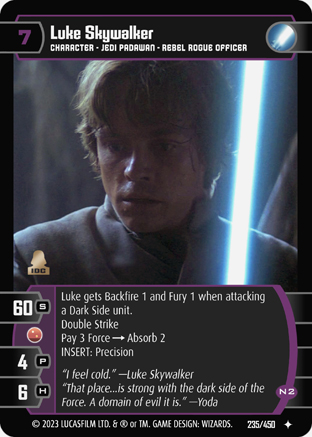 7 Luke Skywalker
CHARACTER - JEDI PADAWAN - REBEL ROGUE OFFICER
IDC
60 S
4 P
6 H
Luke gets Backfire 1 and Fury 1 when attacking
a Dark Side unit.
Double Strike
Pay 3 Force → Absorb 2
INSERT: Precision
“I feel cold.” —Luke Skywalker
“That place...is strong with the dark side of the
Force. A domain of evil it is.” —Yoda
N2
© 2023 LUCASFILM LTD. & ® or TM. GAME DESIGN: WIZARDS. 235/450